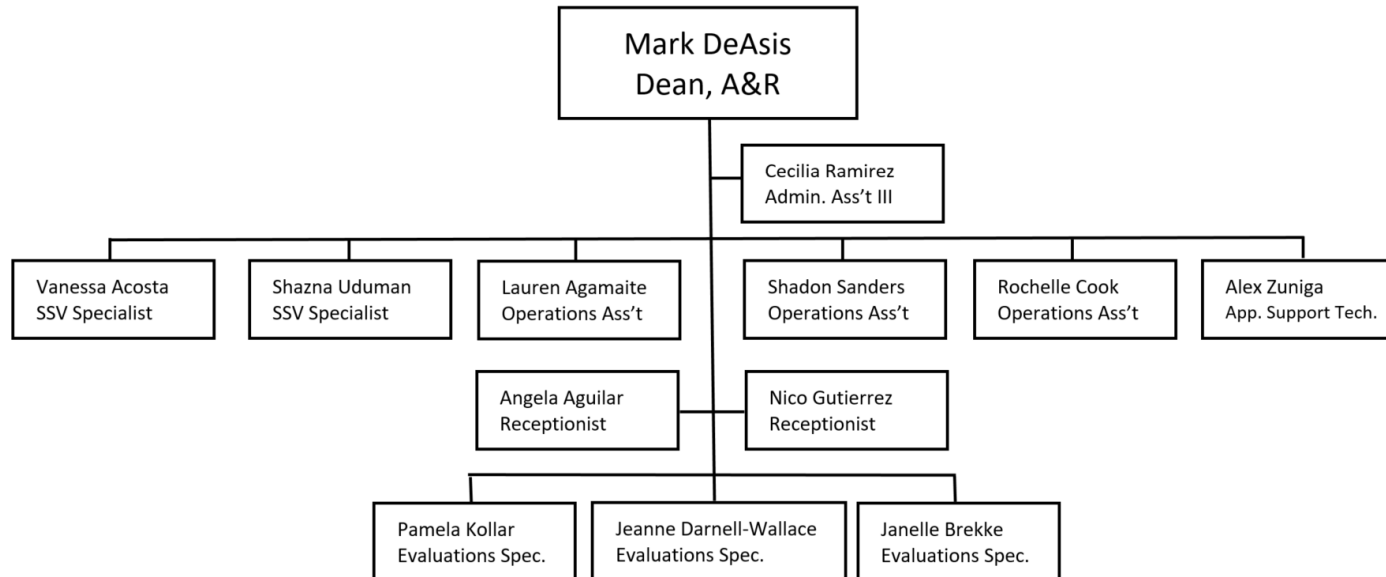 Mark DeAsis
Dean, A&R
Cecilia Ramirez
Admin. Ass’t III
Vanessa Acosta
SSV Specialist
Shazna Uduman
SSV Specialist
Lauren Agamaite
Operations Ass’t
Shadon Sanders
Operations Ass’t
Rochelle Cook
Operations Ass’t
Alex Zuniga
App. Support Tech.
Angela Aguilar
Receptionist
Nico Gutierrez
Receptionist
Pamela Kollar
Evaluations Spec.
Jeanne Darnell-Wallace
Evaluations Spec.
Janelle Brekke
Evaluations Spec.